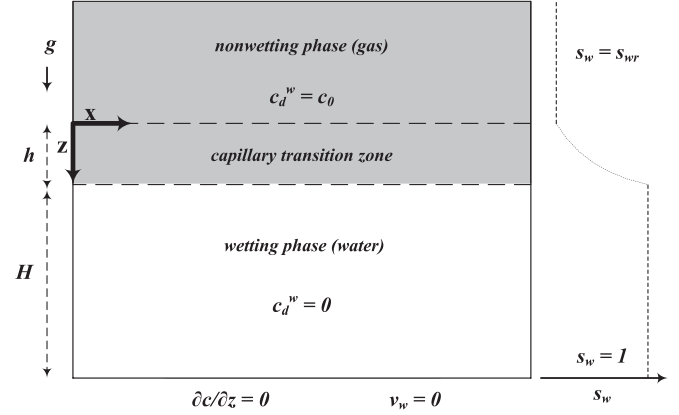 nonwetting phase (gas)
g
s_w = s_wr
c_d^w = c_0
x
z
h
capillary transition zone
wetting phase (water)
H
c_d^w = 0
s_w = 1
∂c/∂z = 0
v_w = 0
s_w